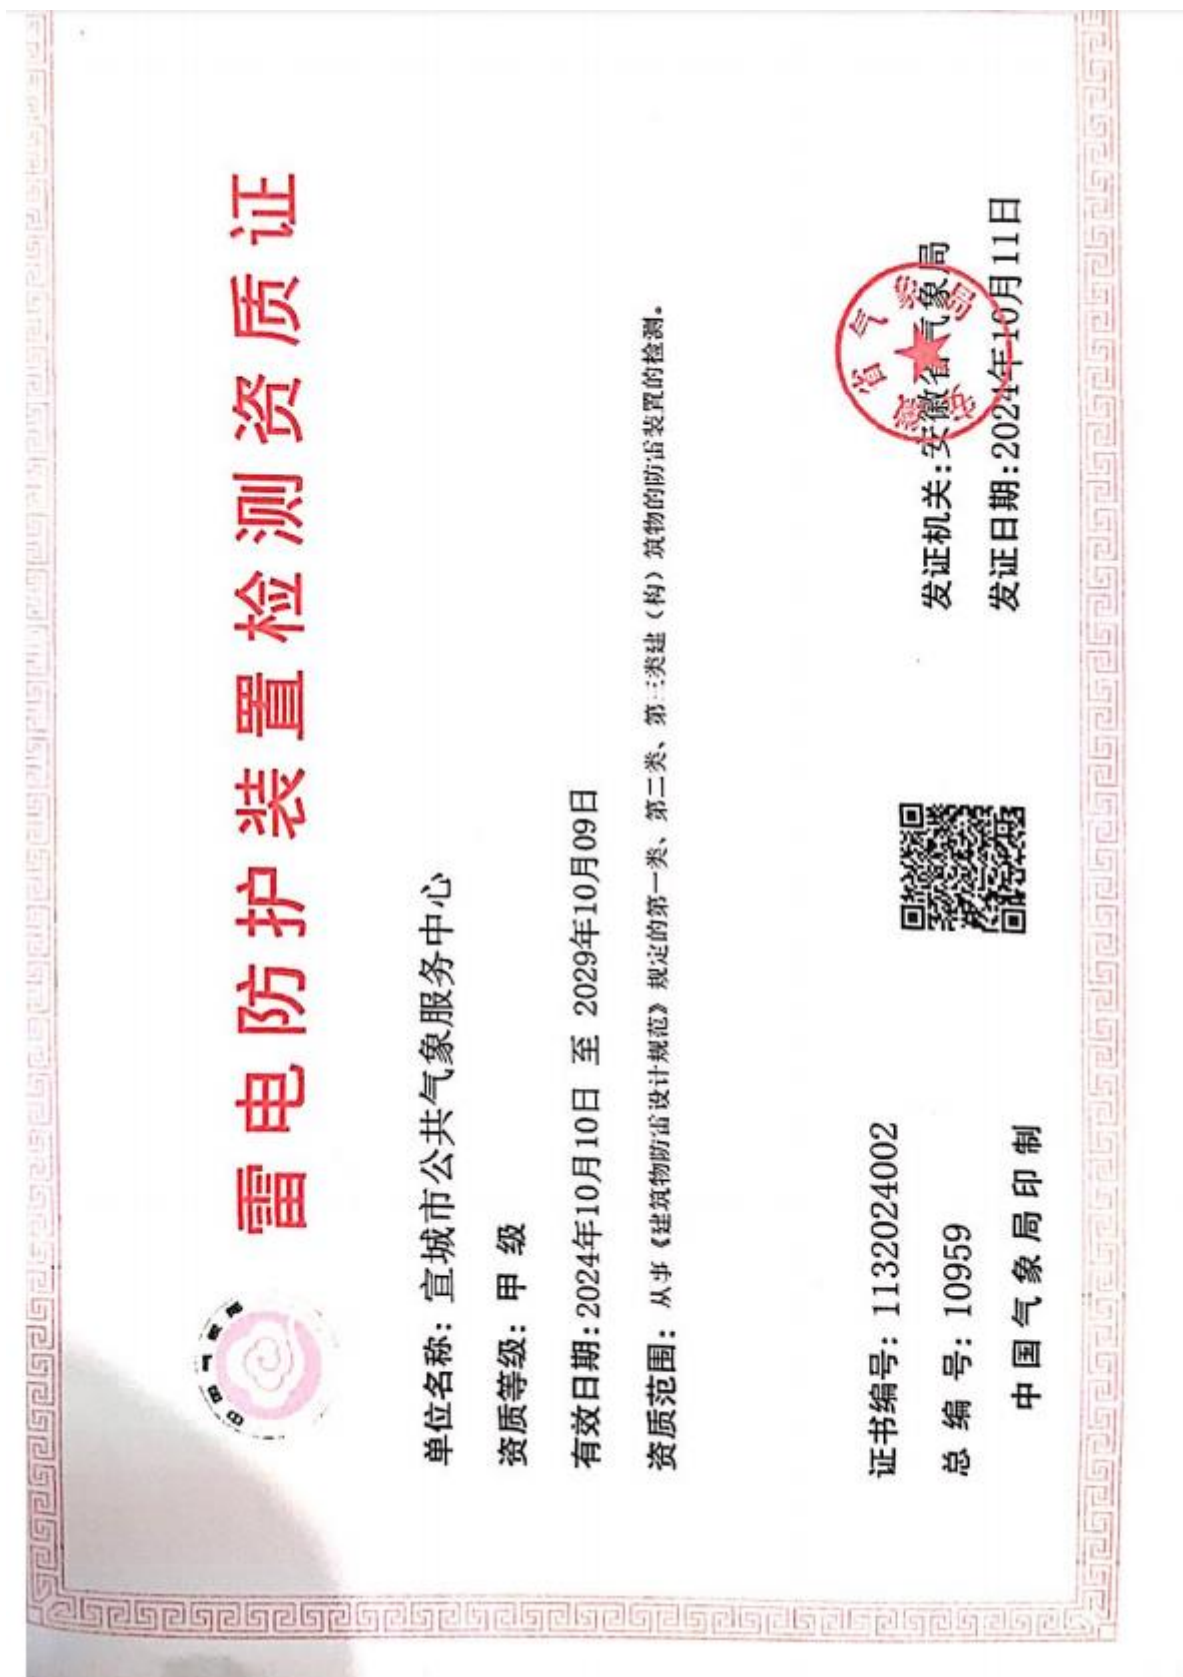 雷电防护装置检测资质证
单位名称：宣城市公共气象服务中心
资质等级：甲 级
有效日期：2024年10月10日 至 2029年10月09日
资质范围：从事《建筑物防雷设计规范》规定的第一类、第二类、第三类建（构）筑物的防雷装置的检测。
证书编号：1132024002
总 编 号：10959
中国气象局印制
发证机关：安徽省气象局
发证日期：2024年10月11日
安徽省气象局